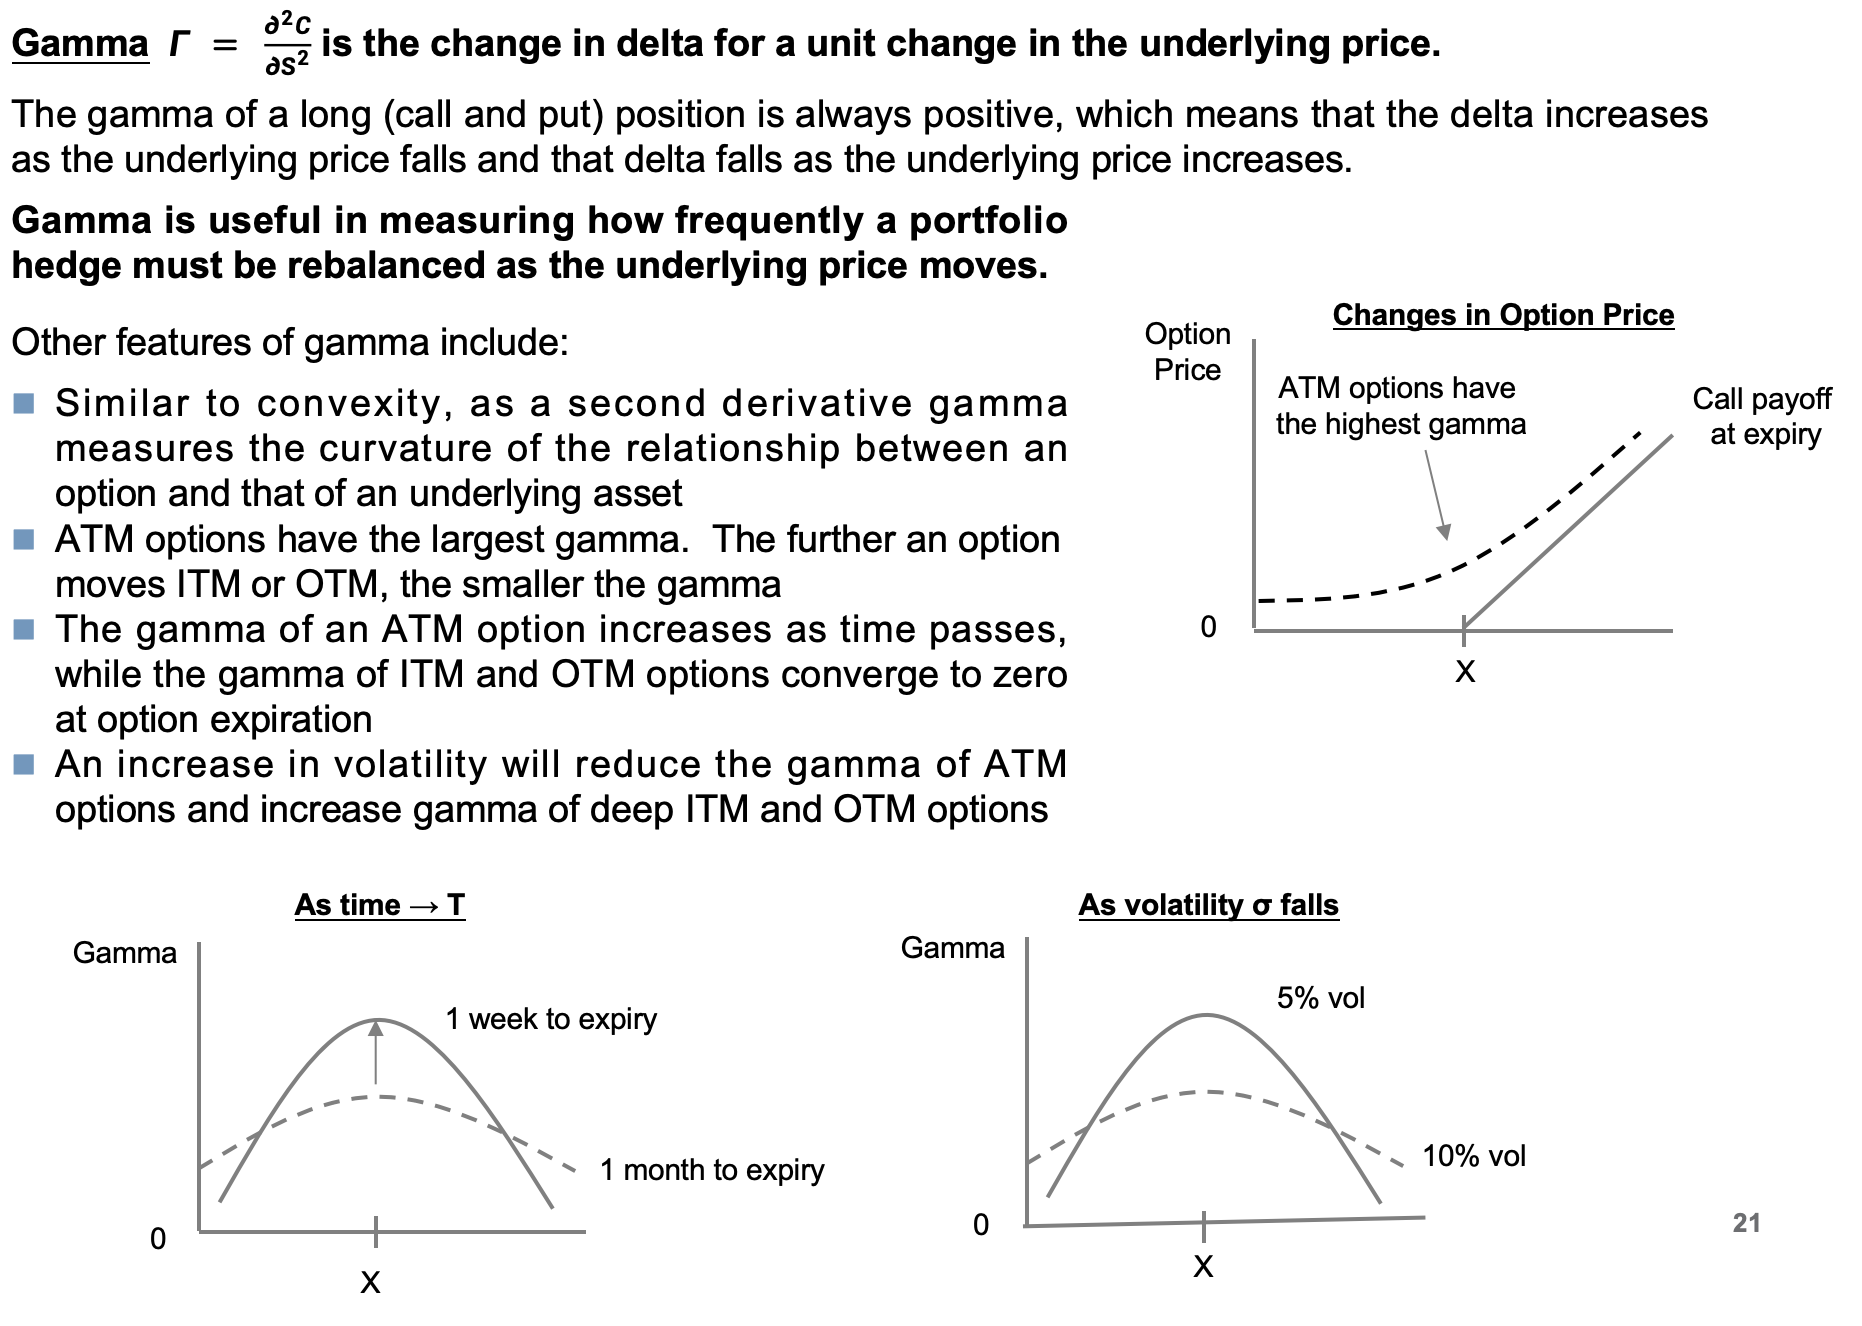 Gamma Γ = ∂²C/∂S² is the change in delta for a unit change in the underlying price.
The gamma of a long (call and put) position is always positive, which means that the delta increases
as the underlying price falls and that delta falls as the underlying price increases.
Gamma is useful in measuring how frequently a portfolio
hedge must be rebalanced as the underlying price moves.
Other features of gamma include:
Similar to convexity, as a second derivative gamma
measures the curvature of the relationship between an
option and that of an underlying asset
ATM options have the largest gamma. The further an option
moves ITM or OTM, the smaller the gamma
The gamma of an ATM option increases as time passes,
while the gamma of ITM and OTM options converge to zero
at option expiration
An increase in volatility will reduce the gamma of ATM
options and increase gamma of deep ITM and OTM options
Changes in Option Price
Option
Price
ATM options have
the highest gamma
Call payoff
at expiry
0
X
As time → T
Gamma
1 week to expiry
1 month to expiry
0
X
As volatility σ falls
Gamma
5% vol
10% vol
0
X
21